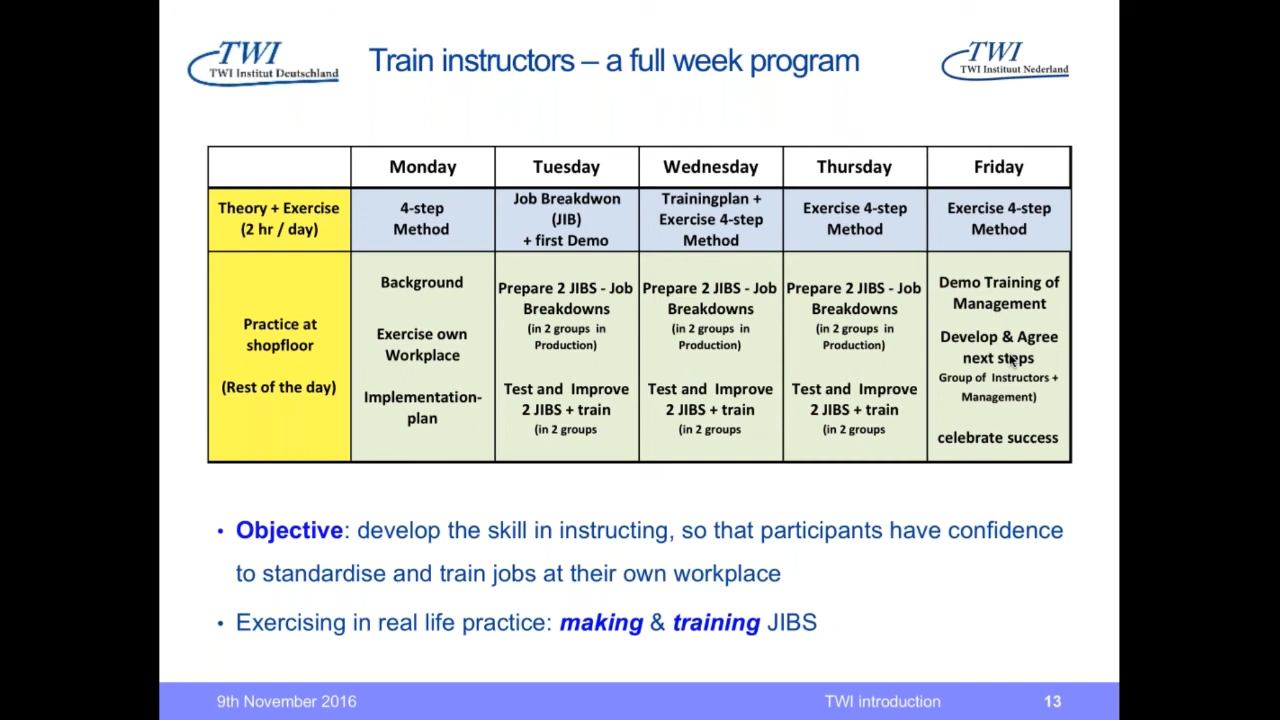 TWI
TWI Institut Deutschland
Train instructors – a full week program
TWI
TWI Instituut Nederland
Monday
Tuesday
Wednesday
Thursday
Friday
Theory + Exercise
(2 hr / day)
4-step
Method
Job Breakdwon
(JIB)
+ first Demo
Trainingplan +
Exercise 4-step
Method
Exercise 4-step
Method
Exercise 4-step
Method
Practice at
shopfloor
(Rest of the day)
Background
Exercise own
Workplace
Implementation-
plan
Prepare 2 JIBS - Job
Breakdowns
(in 2 groups in
Production)
Test and Improve
2 JIBS + train
(in 2 groups
Prepare 2 JIBS - Job
Breakdowns
(in 2 groups in
Production)
Test and Improve
2 JIBS + train
(in 2 groups
Prepare 2 JIBS - Job
Breakdowns
(in 2 groups in
Production)
Test and Improve
2 JIBS + train
(in 2 groups
Demo Training of
Management
Develop & Agree
next steps
Group of Instructors +
Management)
celebrate success
• Objective: develop the skill in instructing, so that participants have confidence
to standardise and train jobs at their own workplace
• Exercising in real life practice: making & training JIBS
9th November 2016
TWI introduction
13